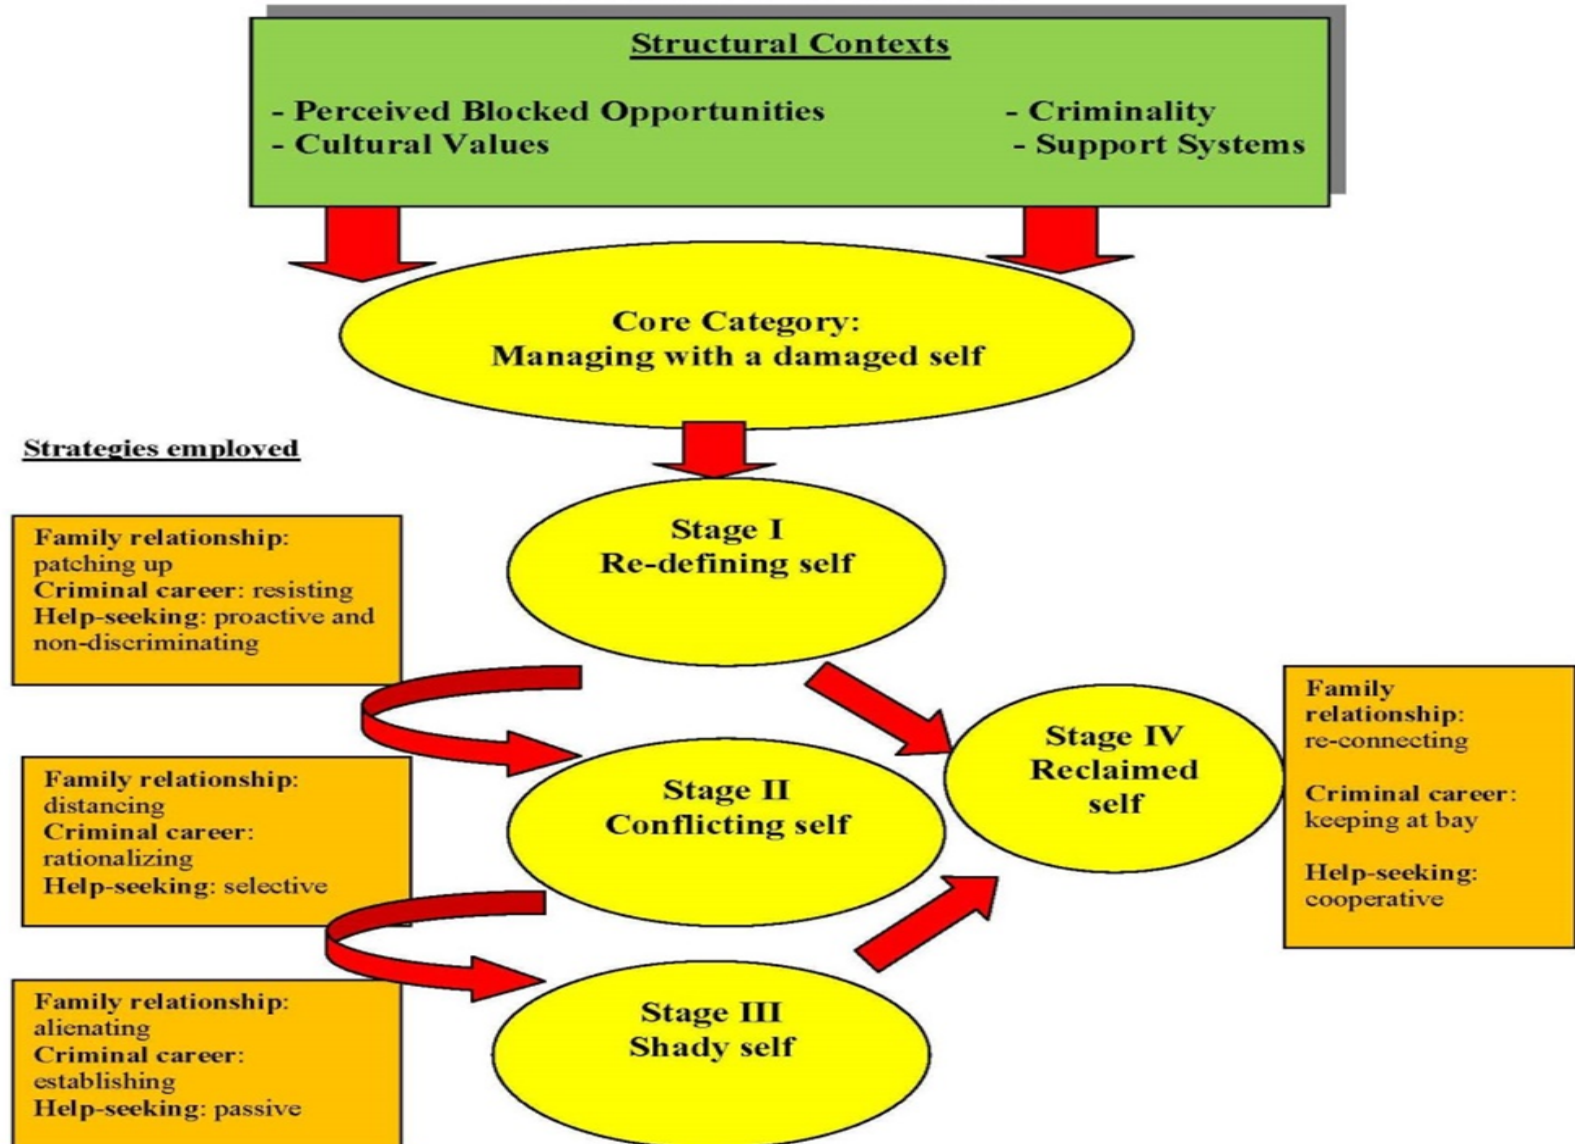 Structural Contexts
- Perceived Blocked Opportunities - Criminality
- Cultural Values - Support Systems
Core Category:
Managing with a damaged self
Strategies employed
Stage I
Re-defining self
Family relationship:
patching up
Criminal career: resisting
Help-seeking: proactive and
non-discriminating
Stage II
Conflicting self
Family relationship:
distancing
Criminal career:
rationalizing
Help-seeking: selective
Stage III
Shady self
Family relationship:
alienating
Criminal career:
establishing
Help-seeking: passive
Stage IV
Reclaimed
self
Family
relationship:
re-connecting
Criminal career:
keeping at bay
Help-seeking:
cooperative